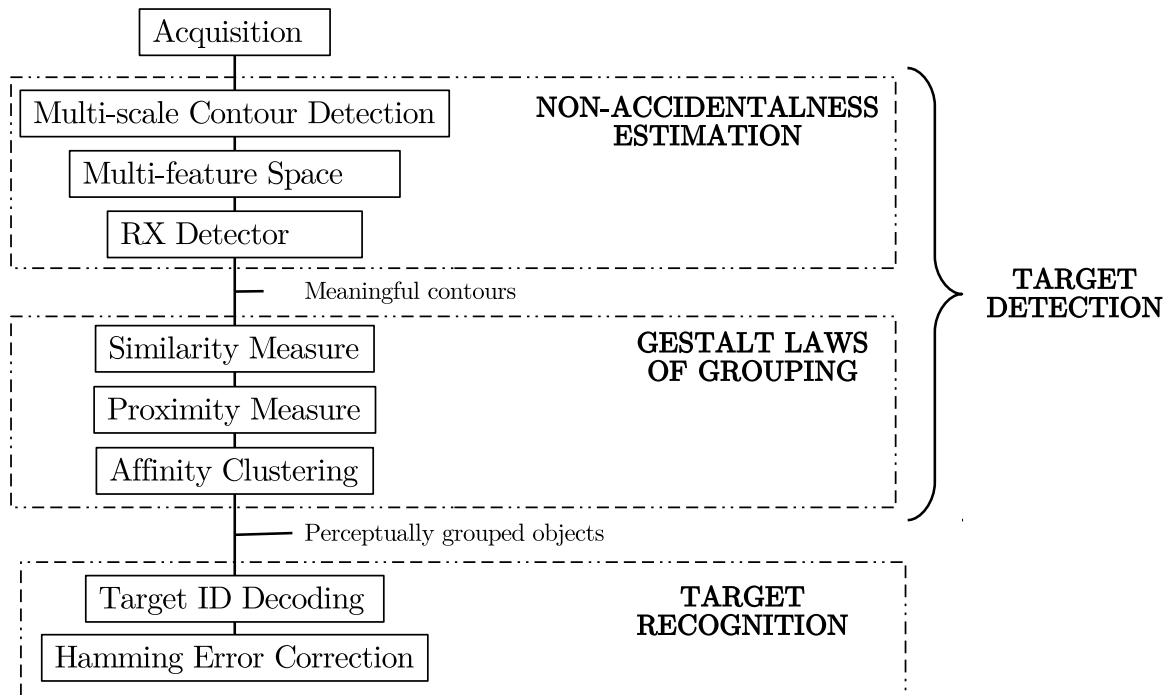 Acquisition
Multi-scale Contour Detection
NON-ACCIDENTALNESS
ESTIMATION
Multi-feature Space
RX Detector
Meaningful contours
TARGET
DETECTION
Similarity Measure
GESTALT LAWS
OF GROUPING
Proximity Measure
Affinity Clustering
Perceptually grouped objects
Target ID Decoding
TARGET
RECOGNITION
Hamming Error Correction